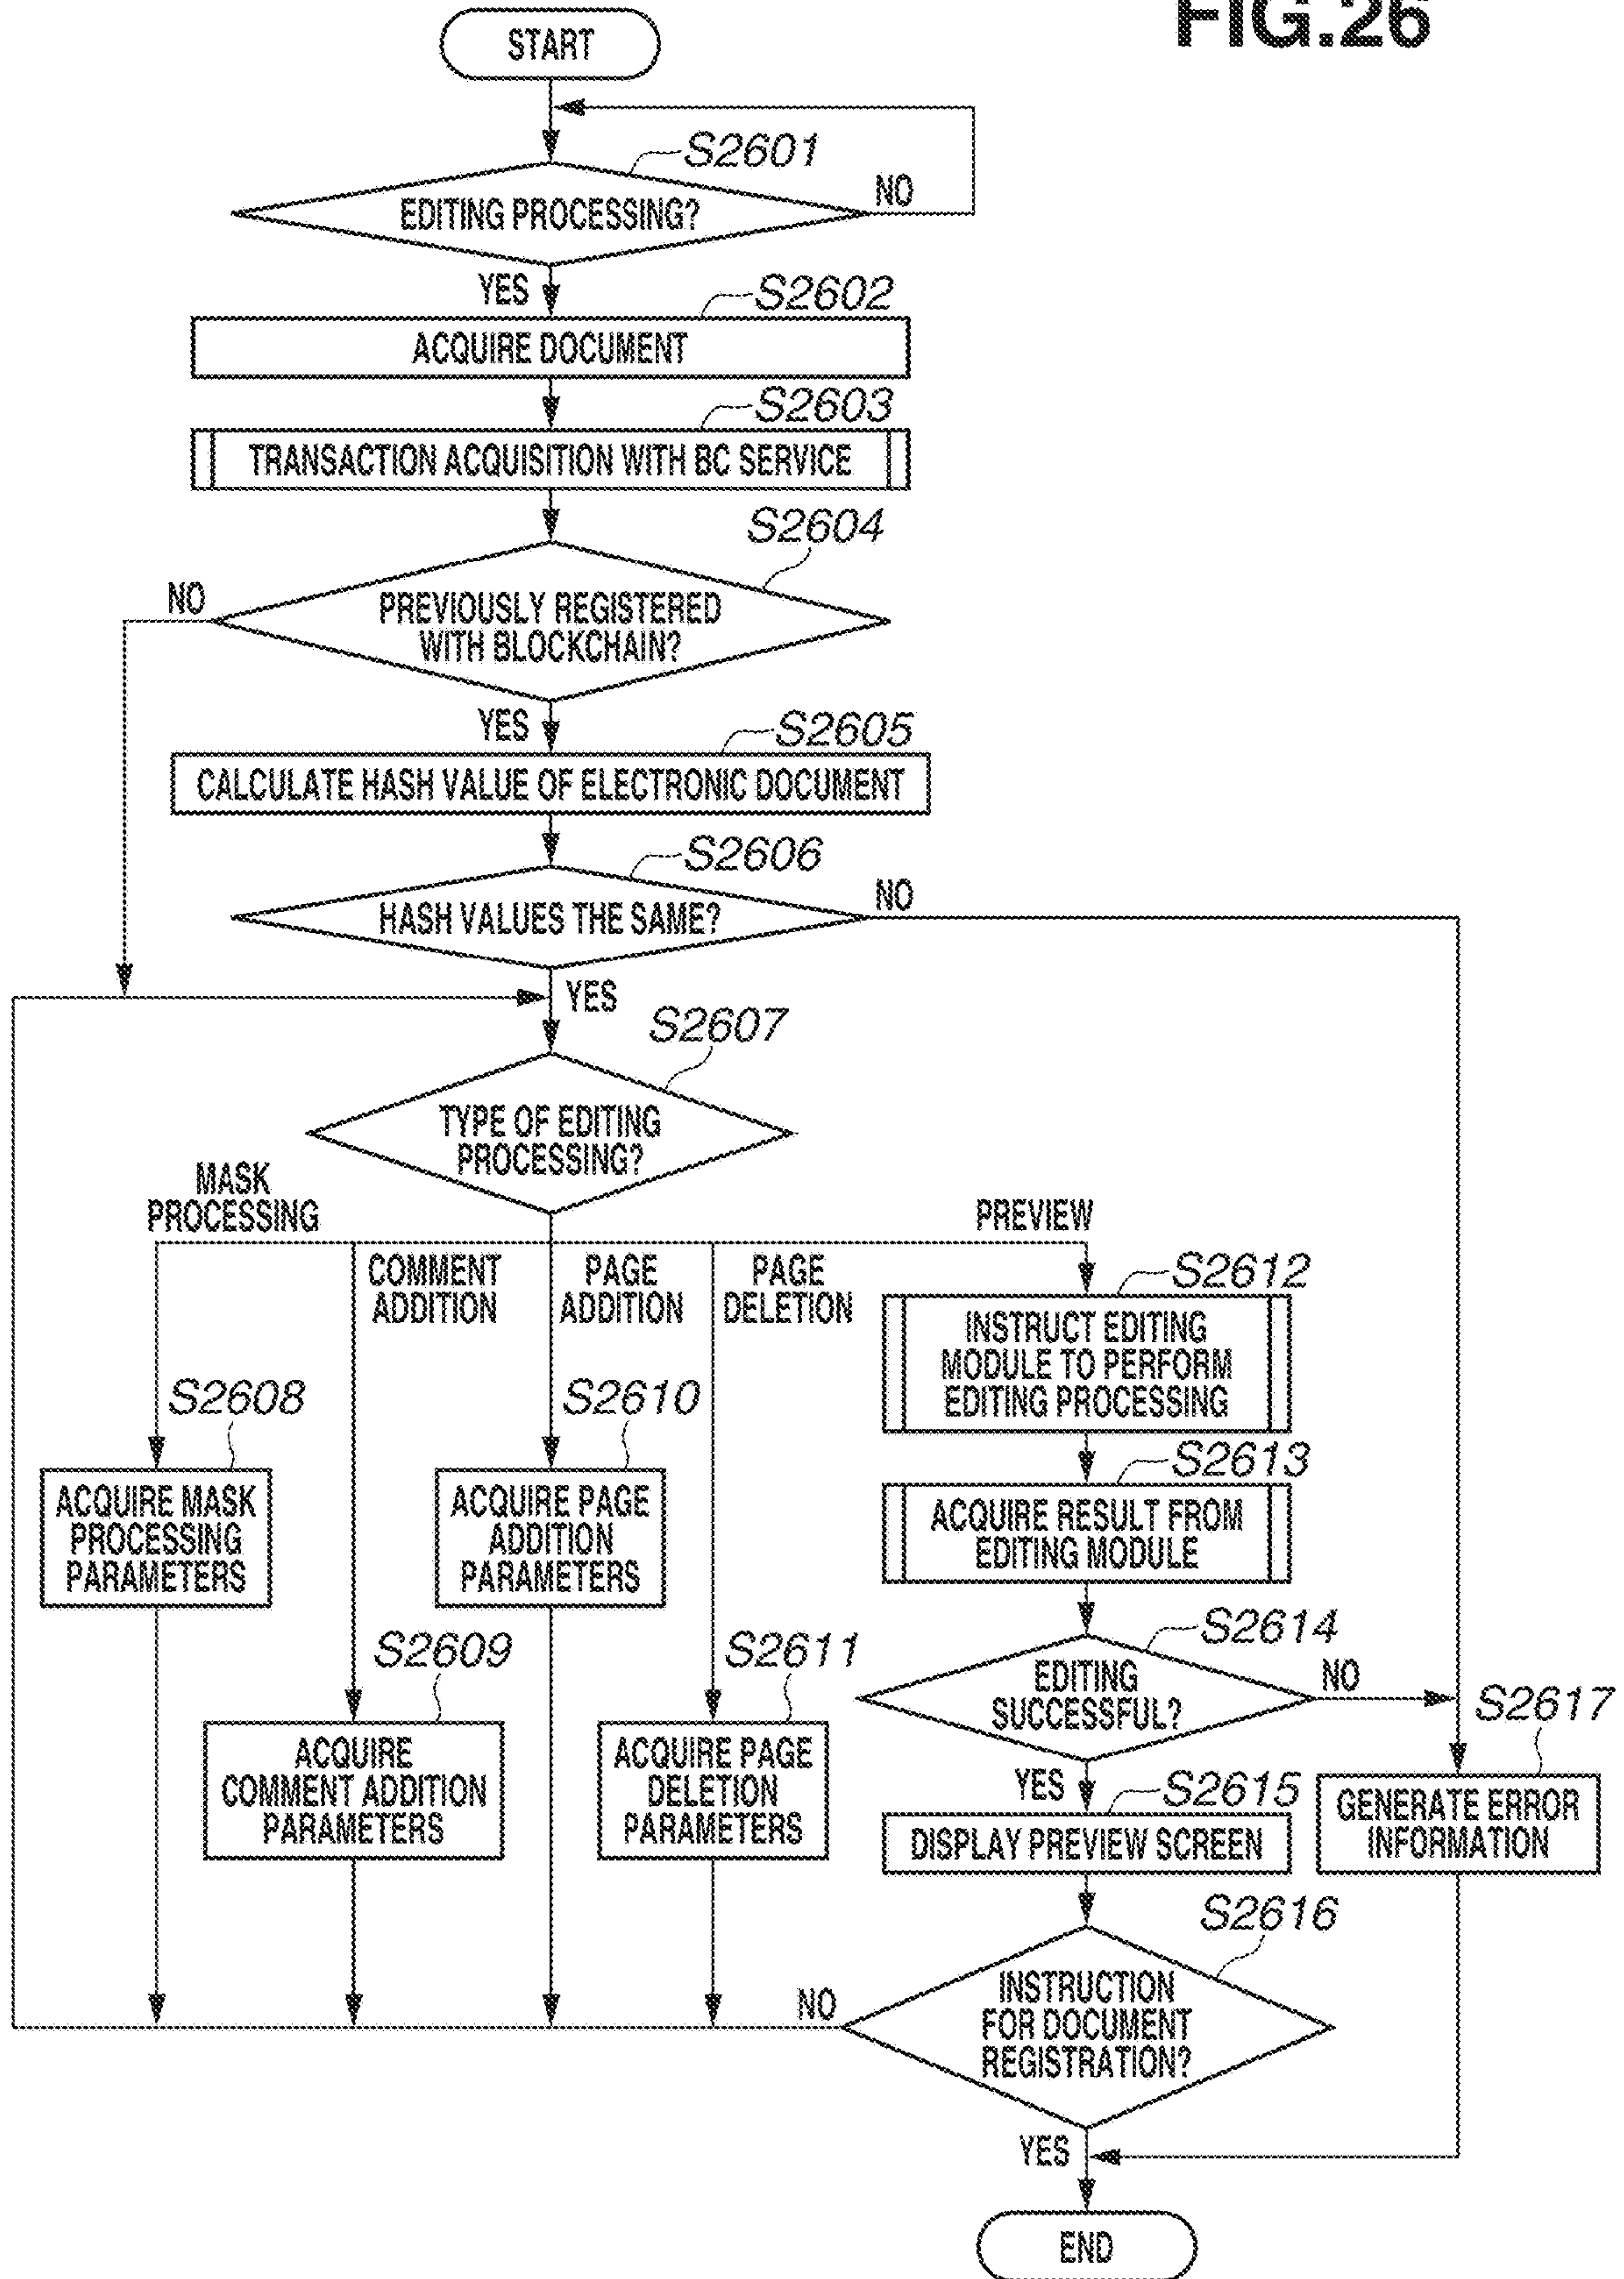 FIG.26
START
S2601
EDITING PROCESSING?
NO
YES
S2602
ACQUIRE DOCUMENT
S2603
TRANSACTION ACQUISITION WITH BC SERVICE
S2604
NO
PREVIOUSLY REGISTERED
WITH BLOCKCHAIN?
YES
S2605
CALCULATE HASH VALUE OF ELECTRONIC DOCUMENT
S2606
HASH VALUES THE SAME?
NO
YES
S2607
TYPE OF EDITING
PROCESSING?
MASK
PROCESSING
COMMENT
ADDITION
PAGE
ADDITION
PAGE
DELETION
PREVIEW
S2612
INSTRUCT EDITING
MODULE TO PERFORM
EDITING PROCESSING
S2608
ACQUIRE MASK
PROCESSING
PARAMETERS
S2610
ACQUIRE PAGE
ADDITION
PARAMETERS
S2613
ACQUIRE RESULT FROM
EDITING MODULE
S2609
ACQUIRE
COMMENT ADDITION
PARAMETERS
S2611
ACQUIRE PAGE
DELETION
PARAMETERS
S2614
EDITING
SUCCESSFUL?
NO
YES
S2615
DISPLAY PREVIEW SCREEN
S2617
GENERATE ERROR
INFORMATION
S2616
INSTRUCTION
FOR DOCUMENT
REGISTRATION?
NO
YES
END